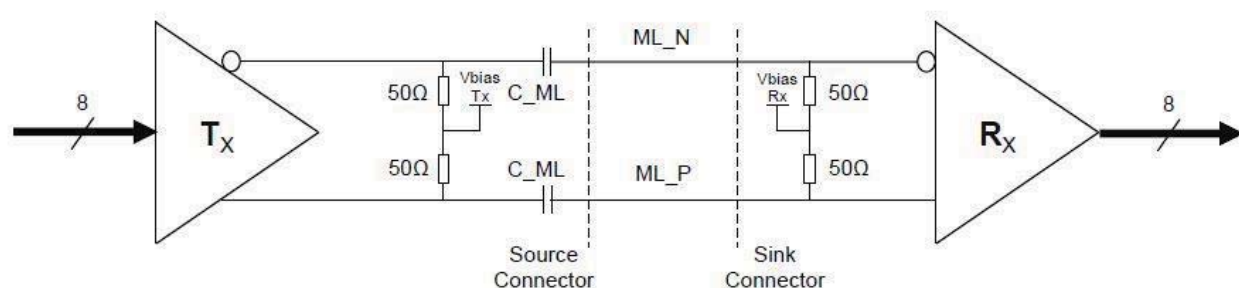 ML_N
Vbias
Tx
50Ω
C_ML
Vbias
Rx
50Ω
8
TX
RX
8
50Ω
C_ML
ML_P
50Ω
Source
Connector
Sink
Connector